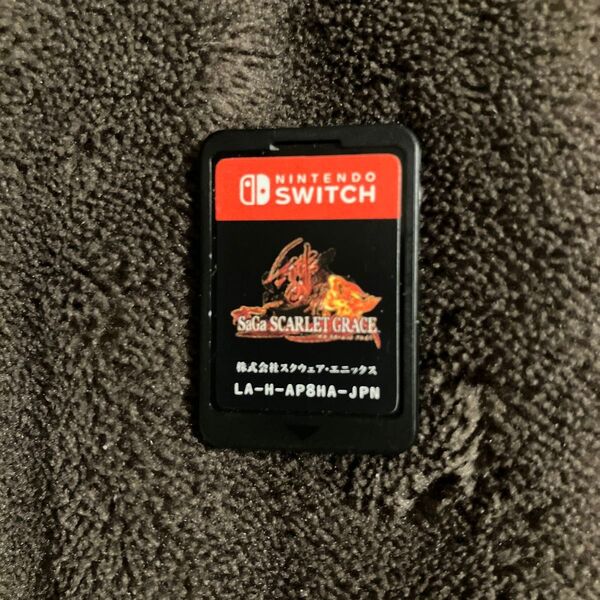 NINTENDO
SWITCH
緋
SaGa SCARLET GRACE
株式会社スクウェア・エニックス
LA-H-AP8HA-JPN